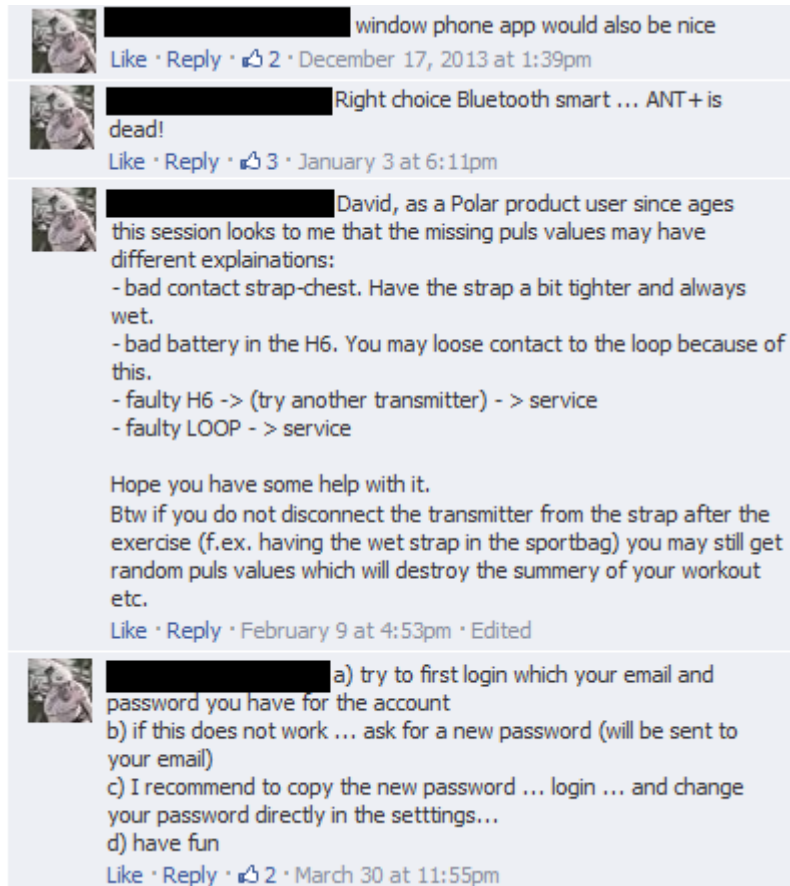 window phone app would also be nice
Like · Reply · 2 · December 17, 2013 at 1:39pm
Right choice Bluetooth smart ... ANT+ is
dead!
Like · Reply · 3 · January 3 at 6:11pm
David, as a Polar product user since ages
this session looks to me that the missing puls values may have
different explainations:
- bad contact strap-chest. Have the strap a bit tighter and always
wet.
- bad battery in the H6. You may loose contact to the loop because of
this.
- faulty H6 -> (try another transmitter) - > service
- faulty LOOP - > service
Hope you have some help with it.
Btw if you do not disconnect the transmitter from the strap after the
exercise (f.ex. having the wet strap in the sportbag) you may still get
random puls values which will destroy the summery of your workout
etc.
Like · Reply · February 9 at 4:53pm · Edited
a) try to first login which your email and
password you have for the account
b) if this does not work ... ask for a new password (will be sent to
your email)
c) I recommend to copy the new password ... login ... and change
your password directly in the setttings...
d) have fun
Like · Reply · 2 · March 30 at 11:55pm